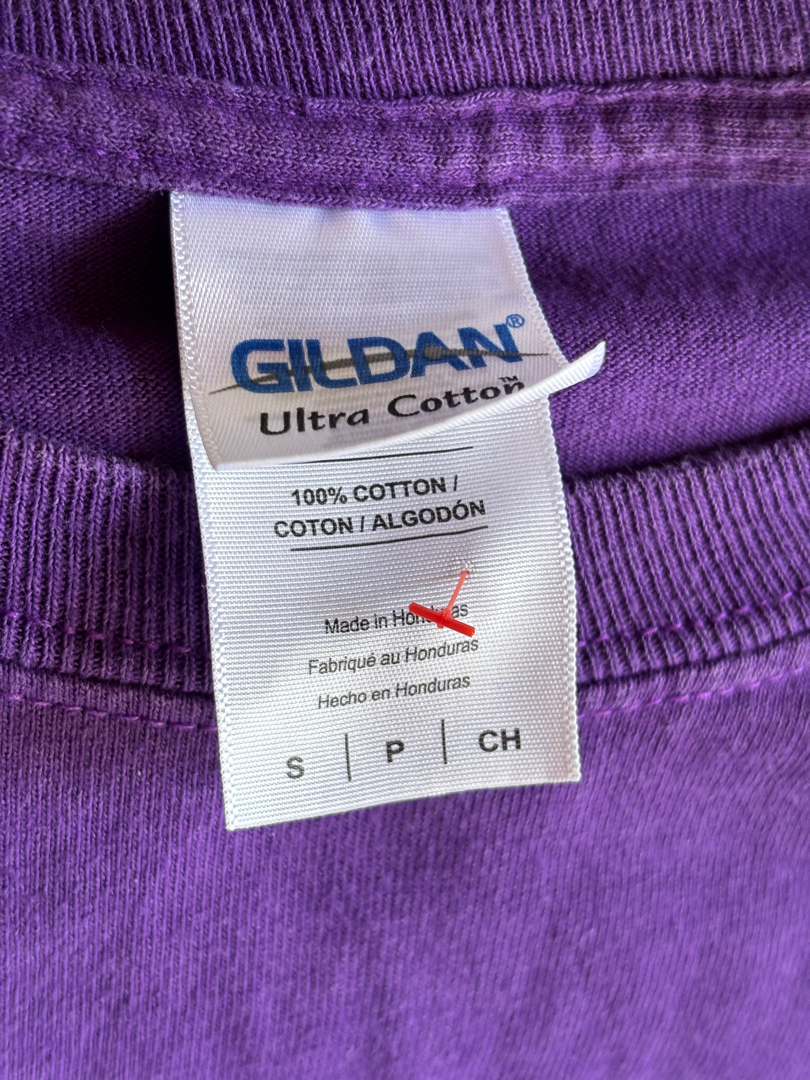 GILDAN®
Ultra Cotton™
100% COTTON /
COTON / ALGODÓN
Made in Honduras
Fabriqué au Honduras
Hecho en Honduras
S | P | CH